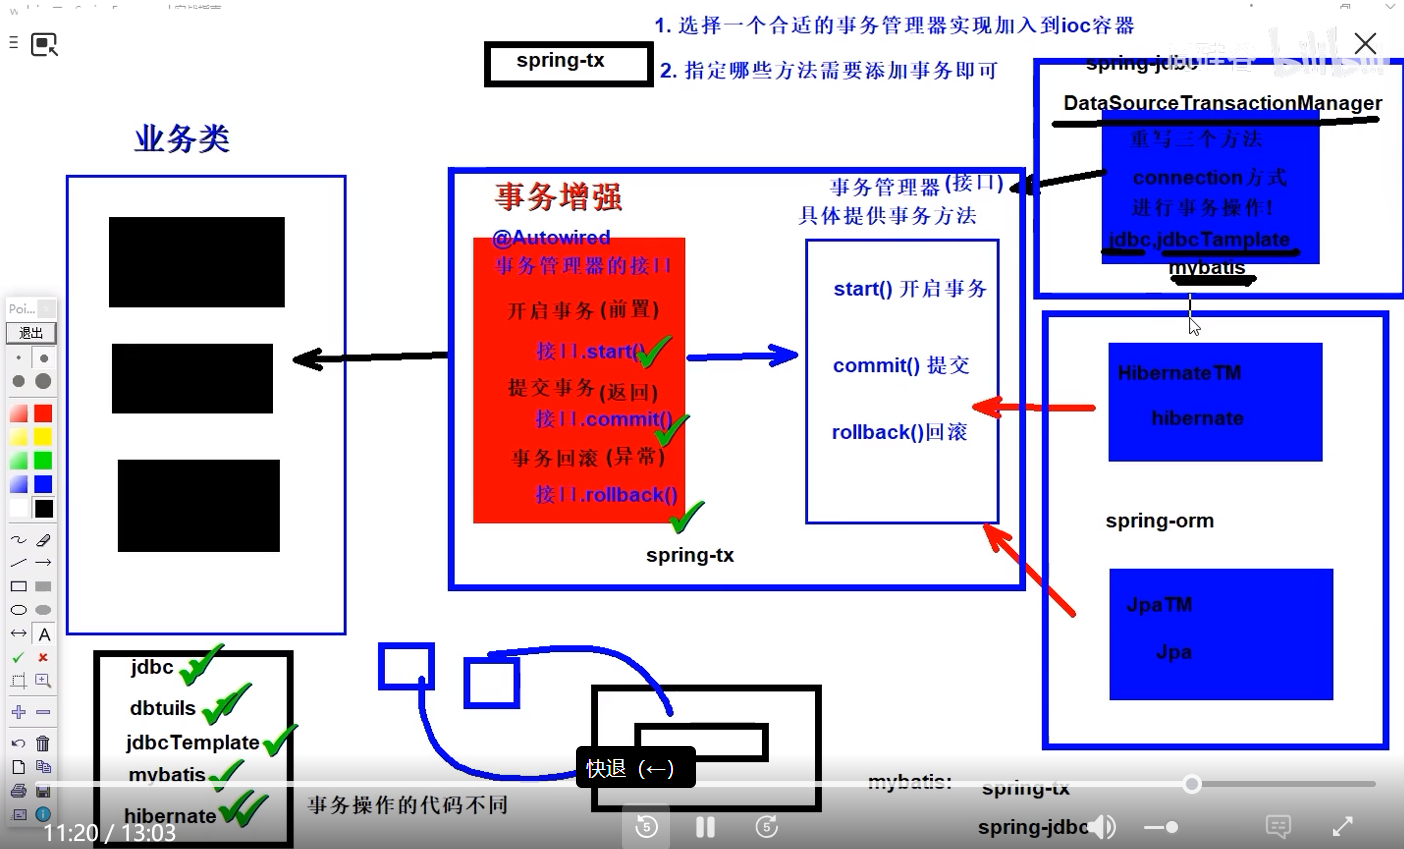 1. 选择一个合适的事务管理器实现加入到ioc容器
spring-tx
2. 指定哪些方法需要添加事务即可
spring-jdbc
DataSourceTransactionManager
重写三个方法
connection方式
进行事务操作!
jdbc,jdbcTamplate
mybatis
业务类
事务增强
@Autowired
事务管理器的接口
开启事务 (前置)
接口.start()
提交事务 (返回)
接口.commit()
事务回滚 (异常)
接口.rollback()
spring-tx
事务管理器 (接口)
具体提供事务方法
start() 开启事务
commit() 提交
rollback()回滚
HibernateTM
hibernate
spring-orm
JpaTM
Jpa
Poi...
退出
A
jdbc
dbtuils
jdbcTemplate
mybatis
hibernate
事务操作的代码不同
快退（←）
mybatis:
spring-tx
spring-jdbc
11:20 / 13:03
5
5